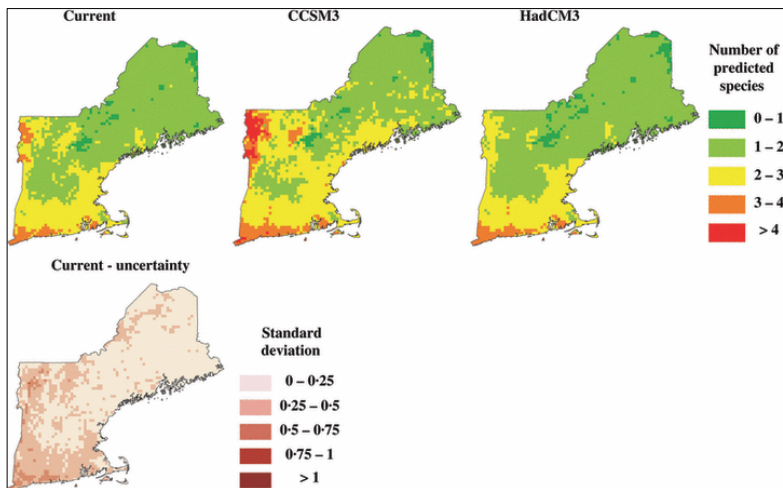 Current
CCSM3
HadCM3
Number of
predicted
species
0 – 1
1 – 2
2 – 3
3 – 4
> 4
Current - uncertainty
Standard
deviation
0 – 0·25
0·25 – 0·5
0·5 – 0·75
0·75 – 1
> 1